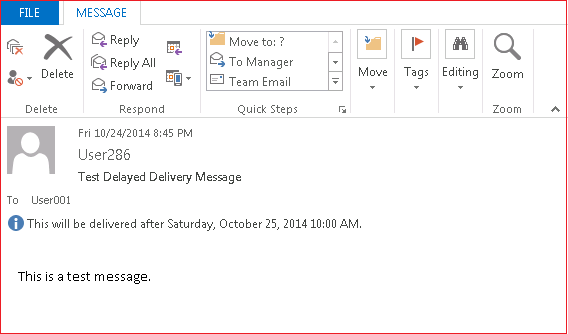 FILE MESSAGE
Delete
Delete
Reply
Reply All
Forward
Respond
Move to: ?
To Manager
Team Email
Quick Steps
Move
Tags
Editing
Zoom
Zoom
Fri 10/24/2014 8:45 PM
User286
Test Delayed Delivery Message
To User001
This will be delivered after Saturday, October 25, 2014 10:00 AM.
This is a test message.